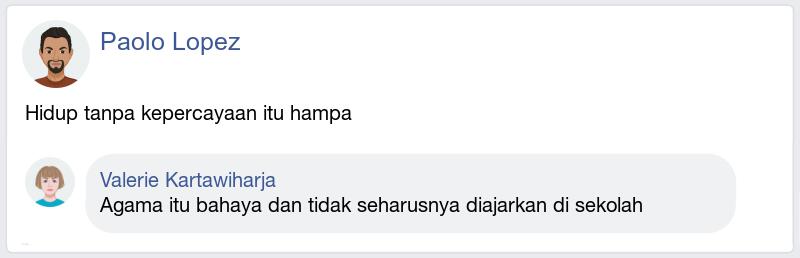 Paolo Lopez
Hidup tanpa kepercayaan itu hampa
Valerie Kartawiharja
Agama itu bahaya dan tidak seharusnya diajarkan di sekolah